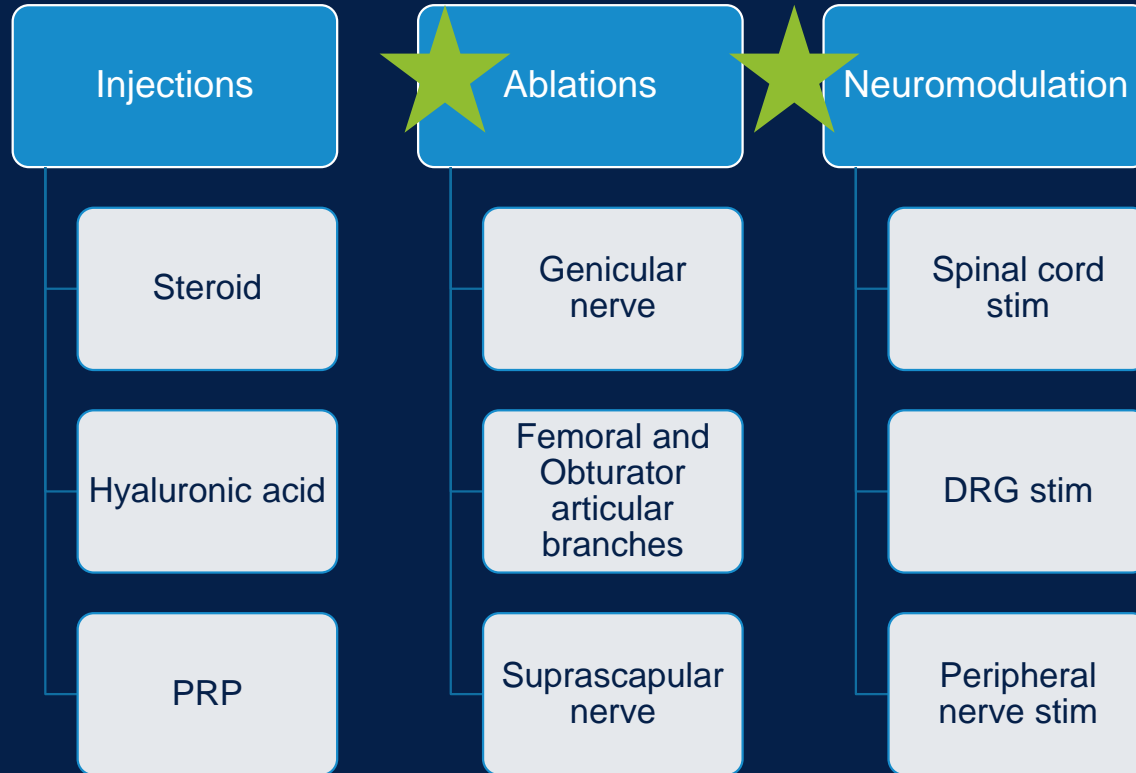 Injections
Steroid
Hyaluronic acid
PRP
Ablations
Genicular
nerve
Femoral and
Obturator
articular
branches
Suprascapular
nerve
Neuromodulation
Spinal cord
stim
DRG stim
Peripheral
nerve stim